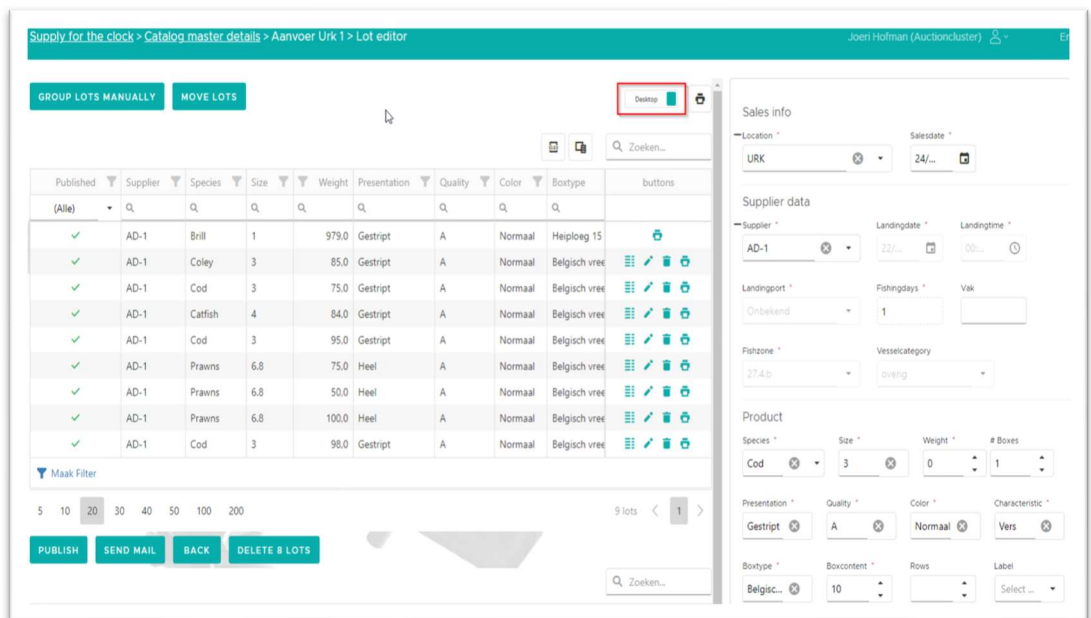 Supply for the clock > Catalog master details > Aanvoer Urk 1 > Lot editor
Joeri Hofman (Auctioncluster)
GROUP LOTS MANUALLY MOVE LOTS
Desktop
Zoeken...
Published Supplier Species Size Weight Presentation Quality Color Boxtype buttons
(Alle)
AD-1 Brill 1 979.0 Gestript A Normaal Heiploeg 15
AD-1 Coley 3 85.0 Gestript A Normaal Belgisch vree
AD-1 Cod 3 75.0 Gestript A Normaal Belgisch vree
AD-1 Catfish 4 84.0 Gestript A Normaal Belgisch vree
AD-1 Cod 3 95.0 Gestript A Normaal Belgisch vree
AD-1 Prawns 6.8 75.0 Heel A Normaal Belgisch vree
AD-1 Prawns 6.8 50.0 Heel A Normaal Belgisch vree
AD-1 Prawns 6.8 100.0 Heel A Normaal Belgisch vree
AD-1 Cod 3 98.0 Gestript A Normaal Belgisch vree
Maak Filter
5 10 20 30 40 50 100 200 9 lots < 1 >
PUBLISH SEND MAIL BACK DELETE 8 LOTS
Zoeken...
Sales info
Location * Salesdate *
URK 24/...
Supplier data
Supplier * Landingdate * Landingtime *
AD-1 22/... 00:...
Landingport * Fishingdays * Vak
Onbekend 1
Fishzone * Vesselcategory
27.4.b overig
Product
Species * Size * Weight * # Boxes
Cod 3 0 1
Presentation * Quality * Color * Characteristic *
Gestript A Normaal Vers
Boxtype * Boxcontent * Rows Label
Belgisc... 10 Select ...